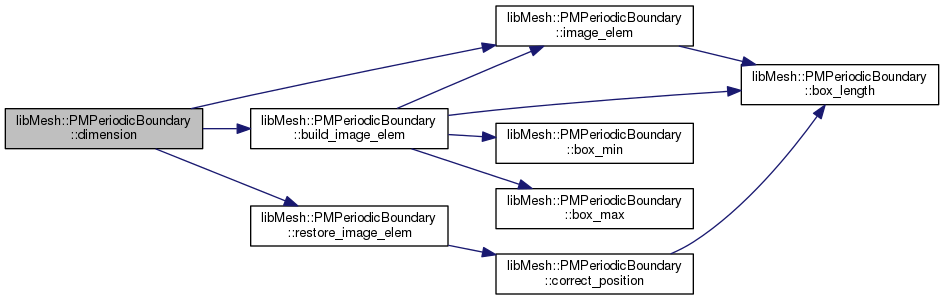 libMesh::PMPeriodicBoundary
::dimension
libMesh::PMPeriodicBoundary
::build_image_elem
libMesh::PMPeriodicBoundary
::restore_image_elem
libMesh::PMPeriodicBoundary
::image_elem
libMesh::PMPeriodicBoundary
::box_min
libMesh::PMPeriodicBoundary
::box_max
libMesh::PMPeriodicBoundary
::correct_position
libMesh::PMPeriodicBoundary
::box_length